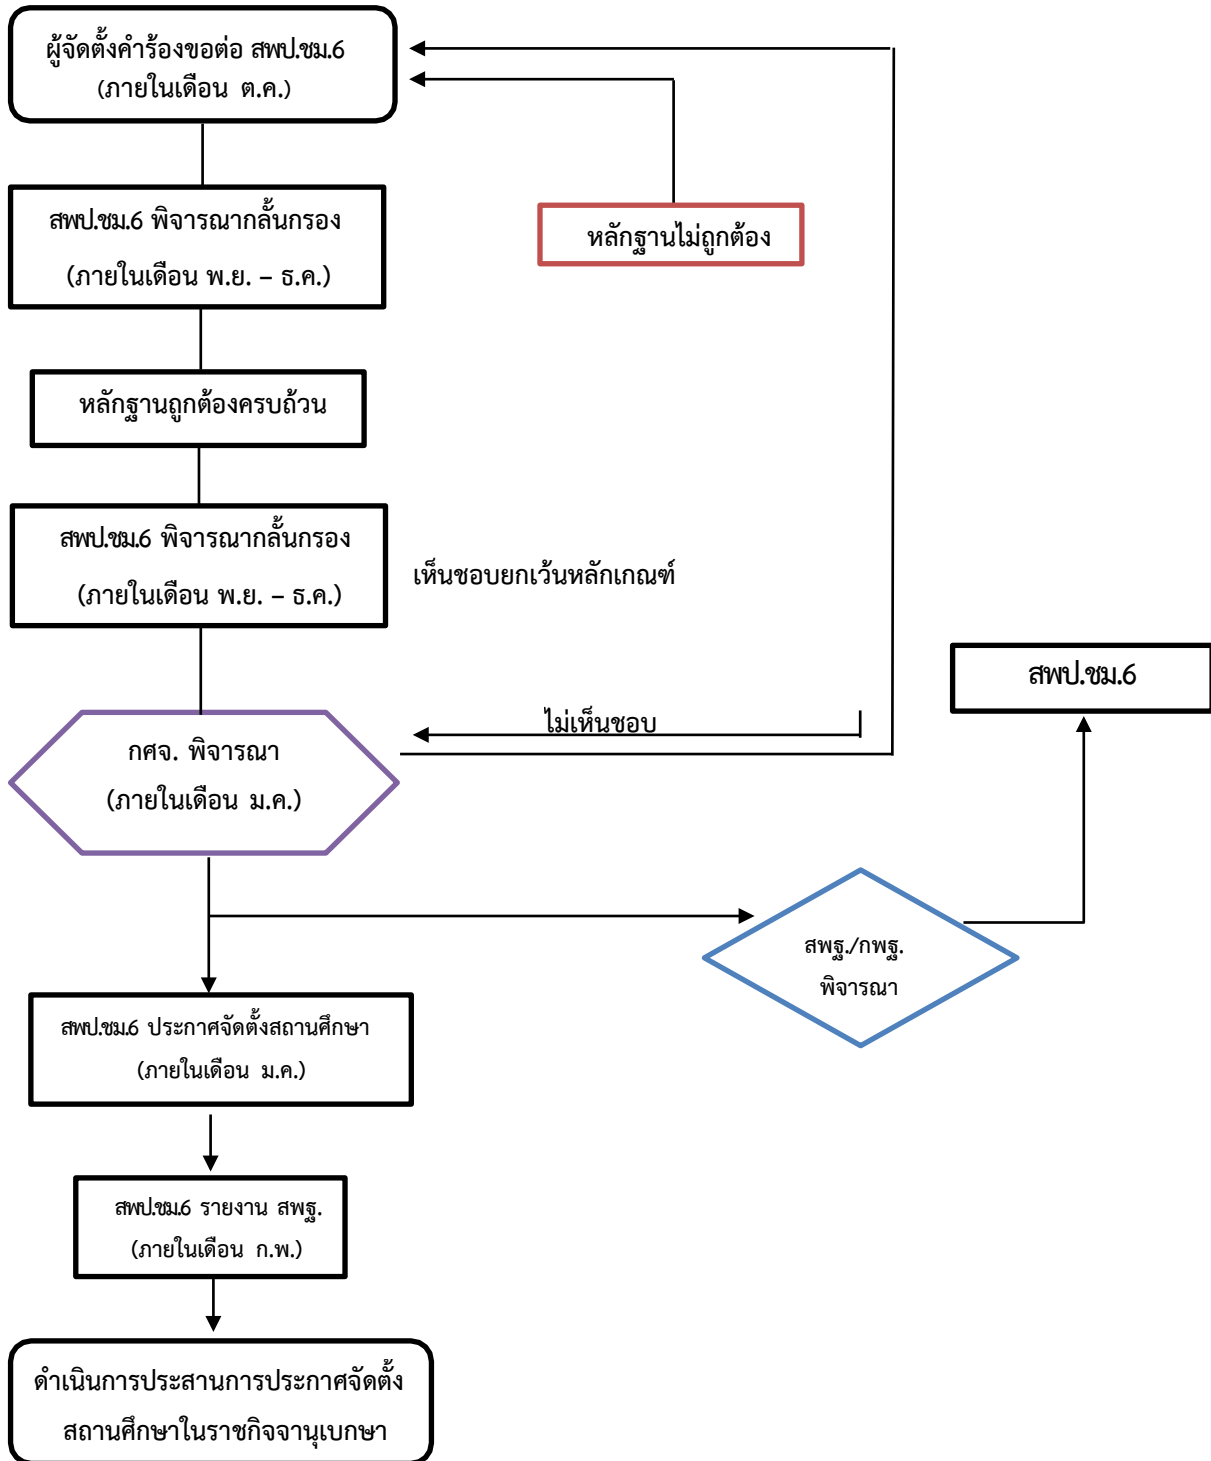 ผู้จัดตั้งคำร้องขอต่อ สพป.ชม.6
(ภายในเดือน ต.ค.)
สพป.ชม.6 พิจารณากลั้นกรอง
(ภายในเดือน พ.ย. – ธ.ค.)
หลักฐานไม่ถูกต้อง
หลักฐานถูกต้องครบถ้วน
สพป.ชม.6 พิจารณากลั้นกรอง
(ภายในเดือน พ.ย. – ธ.ค.)
เห็นชอบยกเว้นหลักเกณฑ์
สพป.ชม.6
ไม่เห็นชอบ
กศจ. พิจารณา
(ภายในเดือน ม.ค.)
สพฐ./กพฐ.
พิจารณา
สพป.ชม.6 ประกาศจัดตั้งสถานศึกษา
(ภายในเดือน ม.ค.)
สพป.ชม.6 รายงาน สพฐ.
(ภายในเดือน ก.พ.)
ดำเนินการประสานการประกาศจัดตั้ง
สถานศึกษาในราชกิจจานุเบกษา